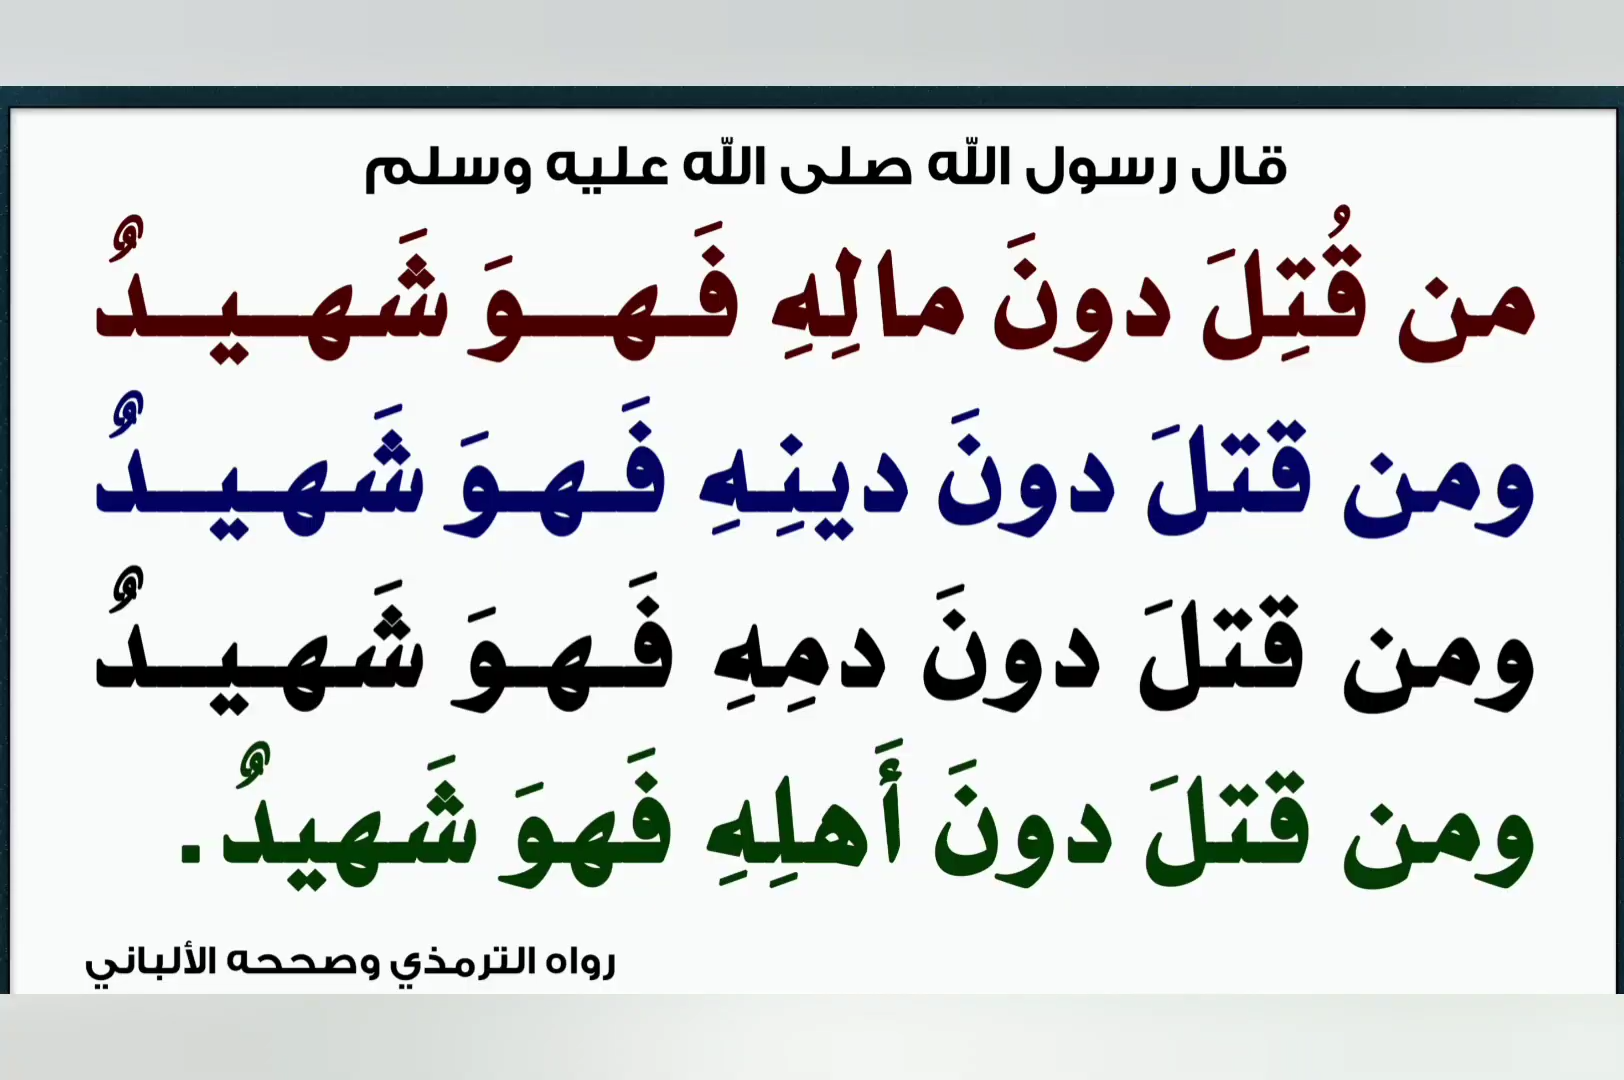 قال رسول الله صلى الله عليه وسلم
من قُتِلَ دونَ مالِهِ فَهوَ شَهيدٌ
ومن قتلَ دونَ دينِهِ فَهوَ شَهيدٌ
ومن قتلَ دونَ دمِهِ فَهوَ شَهيدٌ
ومن قتلَ دونَ أَهلِهِ فَهوَ شَهيدٌ.
رواه الترمذي وصححه الألباني